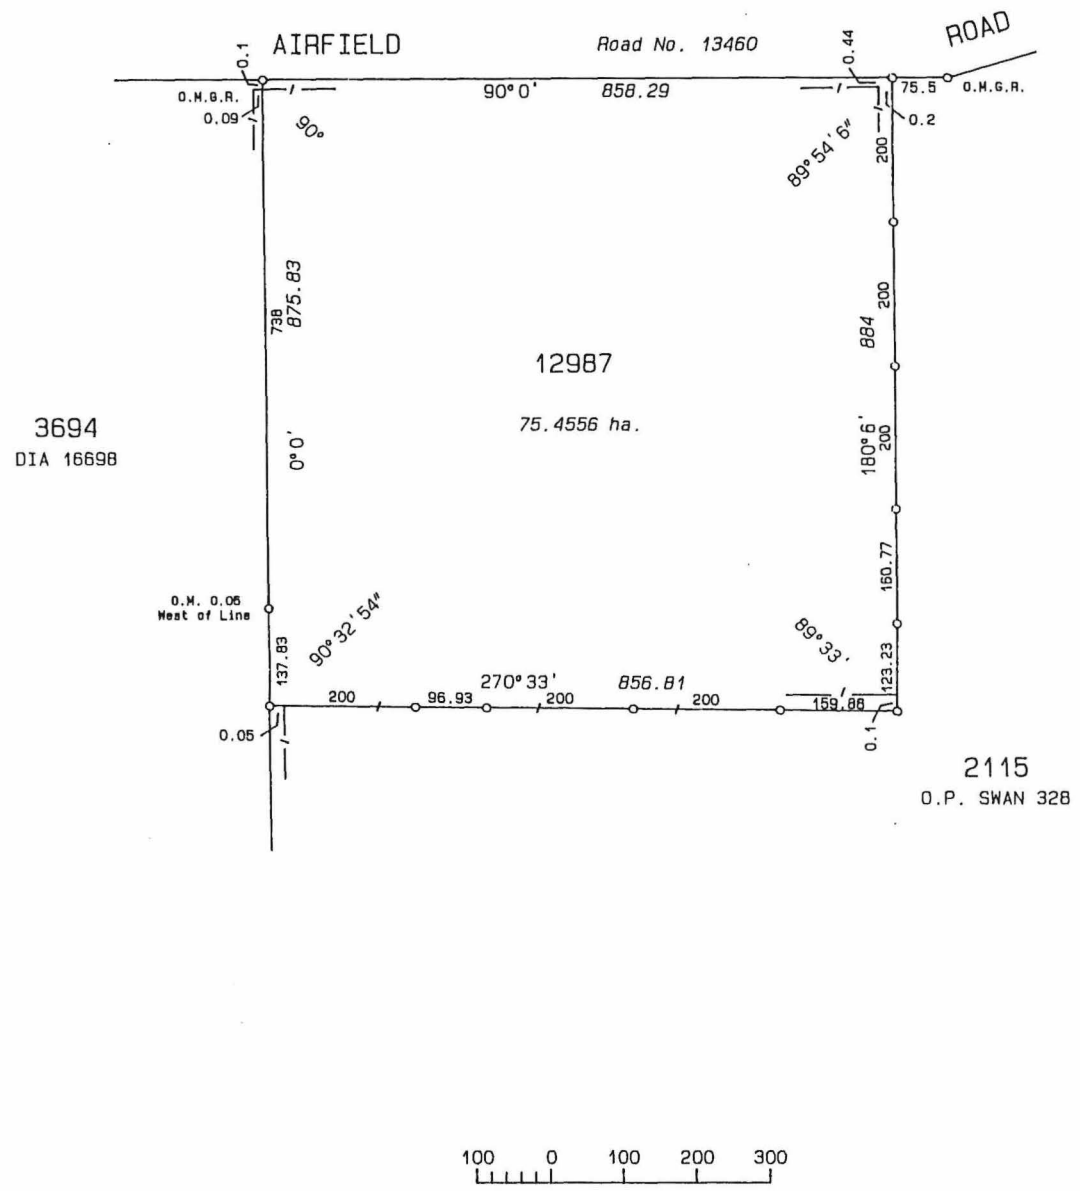 AIRFIELD
Road No. 13460
ROAD
0.1
0.44
O.M.G.R.
90° 0'
858.29
75.5
O.M.G.R.
0.09
0.2
90°
89° 54' 6"
200
738
875.83
200
884
12987
75.4556 ha.
3694
DIA 16698
0° 0'
180° 6'
200
160.77
O.M. 0.06
West of Line
90° 32' 54"
89° 33'
137.83
123.23
270° 33'
856.81
200
96.93
200
200
159.88
0.05
0.1
2115
O.P. SWAN 328
100 0 100 200 300